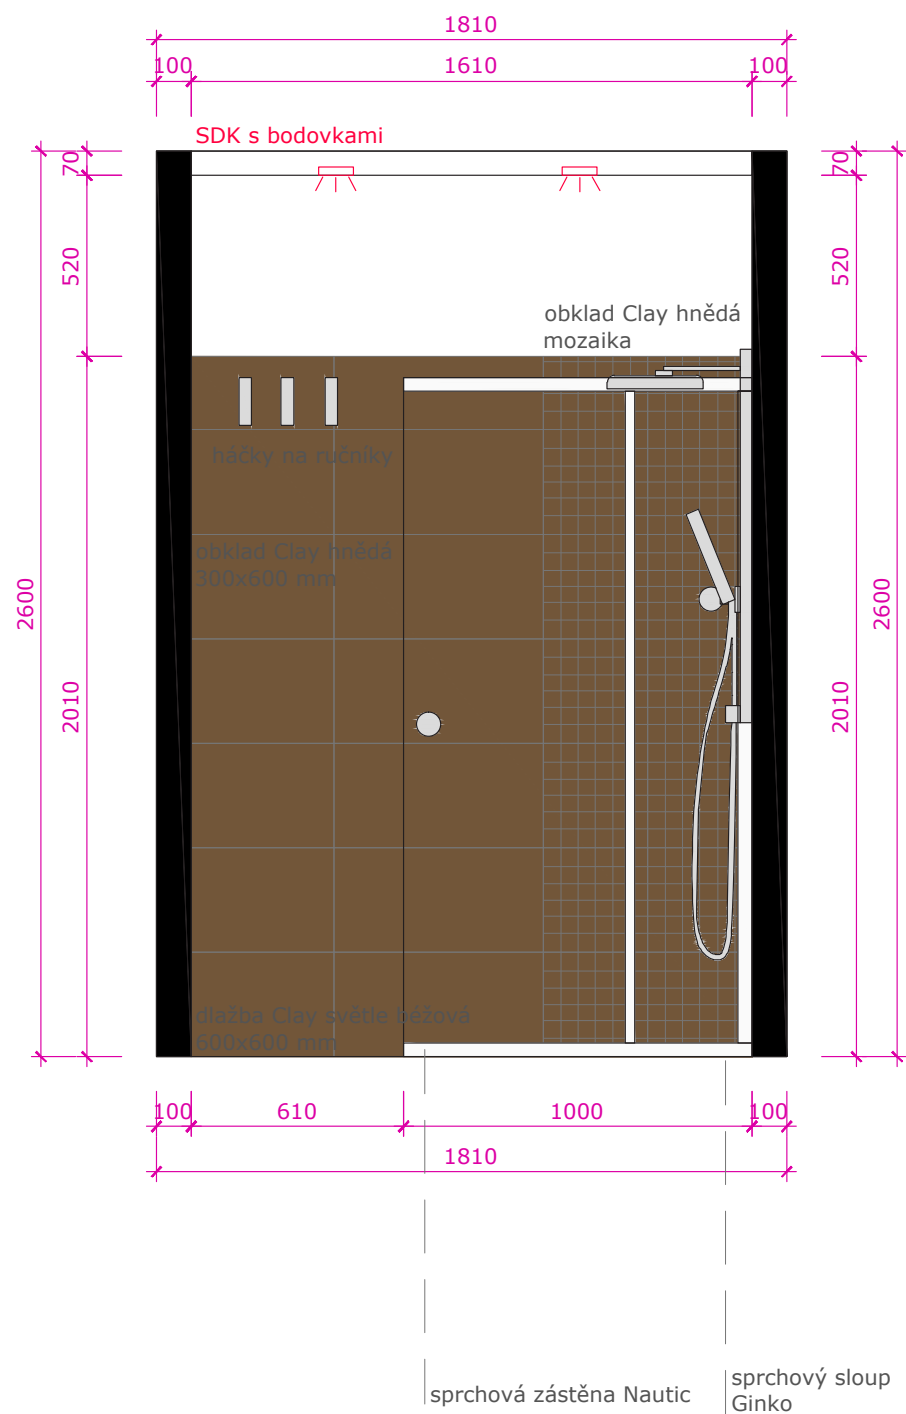 1810
100 1610 100
SDK s bodovkami
70 70
520 520
obklad Clay hnědá
mozaika
háčky na ručníky
obklad Clay hnědá
300x600 mm
2600 2600
2010 2010
dlažba Clay světle béžová
600x600 mm
100 610 1000 100
1810
sprchová zástěna Nautic
sprchový sloup
Ginko